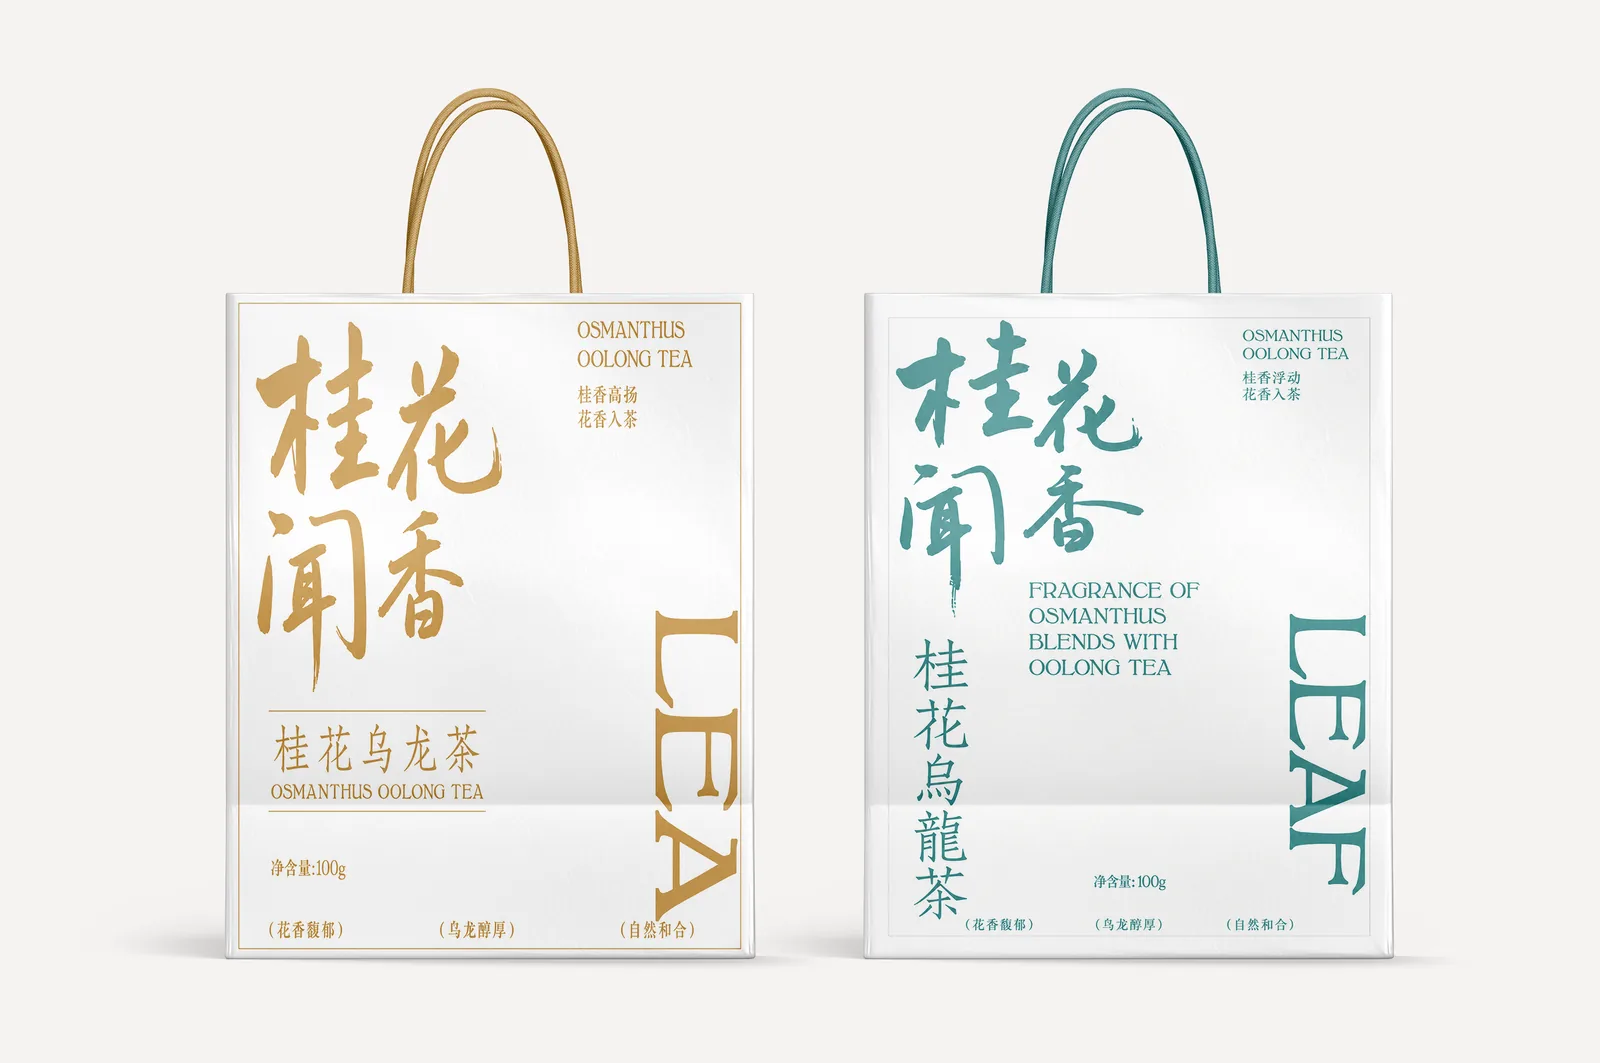 桂花
闻香
OSMANTHUS
OOLONG TEA
桂香高扬
花香入茶
桂花乌龙茶
OSMANTHUS OOLONG TEA
净含量:100g
LEA
(花香馥郁)
(乌龙醇厚)
(自然和合)
桂花
闻香
OSMANTHUS
OOLONG TEA
桂香浮动
花香入茶
FRAGRANCE OF
OSMANTHUS
BLENDS WITH
OOLONG TEA
桂花烏龍茶
LEAF
净含量:100g
(花香馥郁)
(乌龙醇厚)
(自然和合)